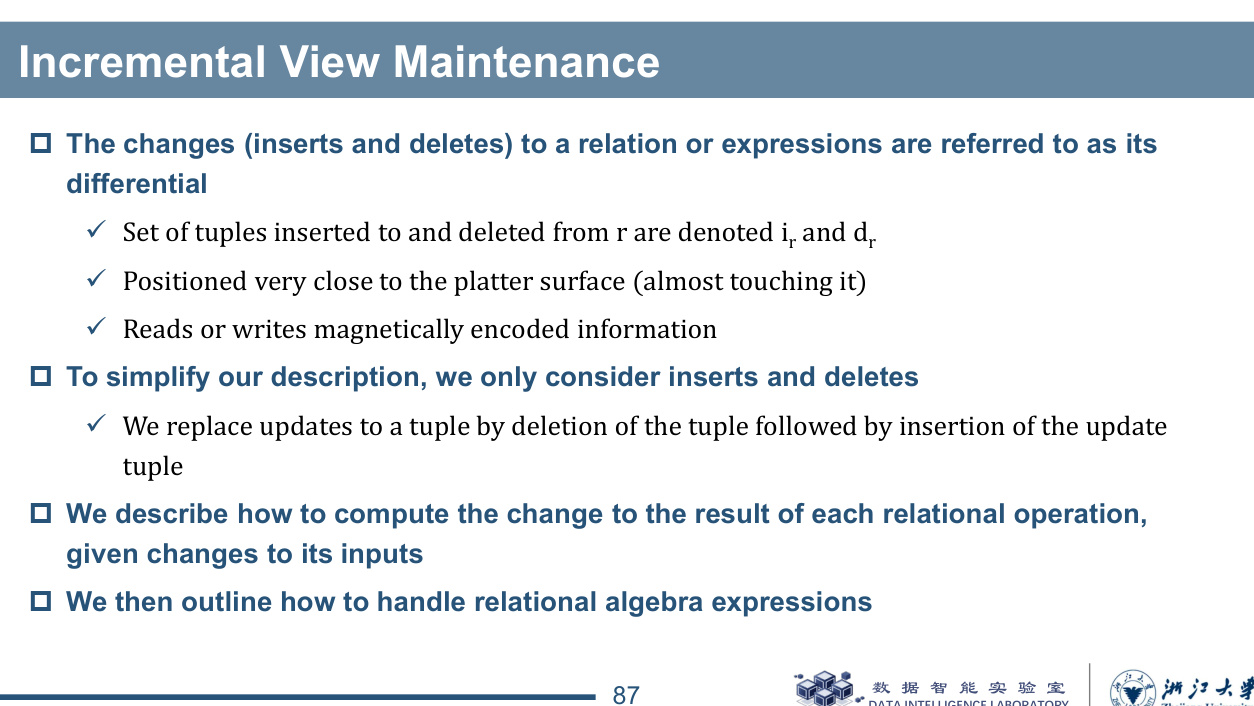 Incremental View Maintenance
The changes (inserts and deletes) to a relation or expressions are referred to as its
differential
✓ Set of tuples inserted to and deleted from r are denoted iᵣ and dᵣ
✓ Positioned very close to the platter surface (almost touching it)
✓ Reads or writes magnetically encoded information
To simplify our description, we only consider inserts and deletes
✓ We replace updates to a tuple by deletion of the tuple followed by insertion of the update
tuple
We describe how to compute the change to the result of each relational operation,
given changes to its inputs
We then outline how to handle relational algebra expressions
87
数据智能实验室
DATA INTELLIGENCE LABORATORY
浙江大学